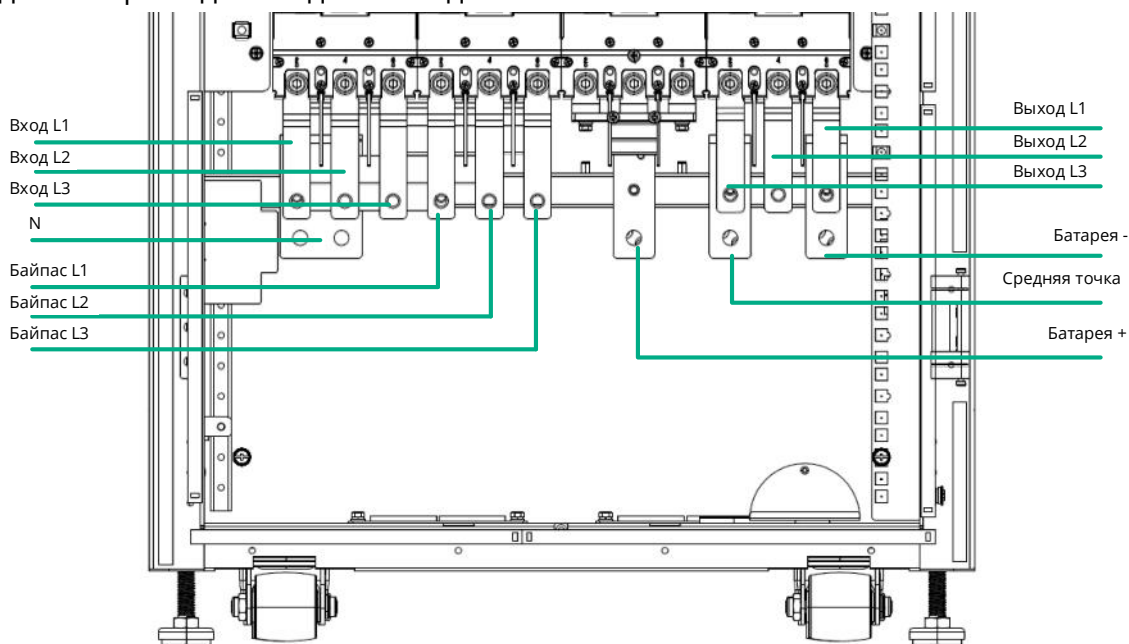 Вход L1
Вход L2
Вход L3
N
Байпас L1
Байпас L2
Байпас L3
Выход L1
Выход L2
Выход L3
Батарея -
Средняя точка
Батарея +